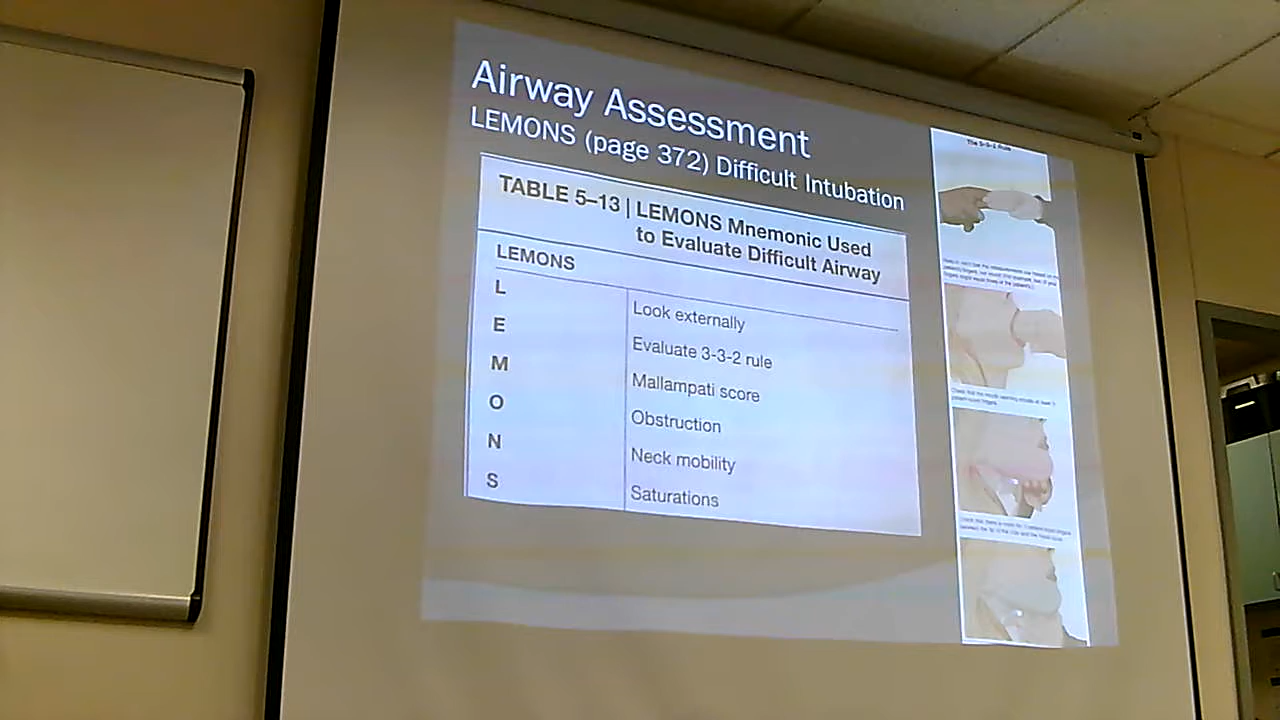 Airway Assessment
LEMONS (page 372) Difficult Intubation
TABLE 5–13 | LEMONS Mnemonic Used
to Evaluate Difficult Airway
LEMONS
L Look externally
E Evaluate 3-3-2 rule
M Mallampati score
O Obstruction
N Neck mobility
S Saturations